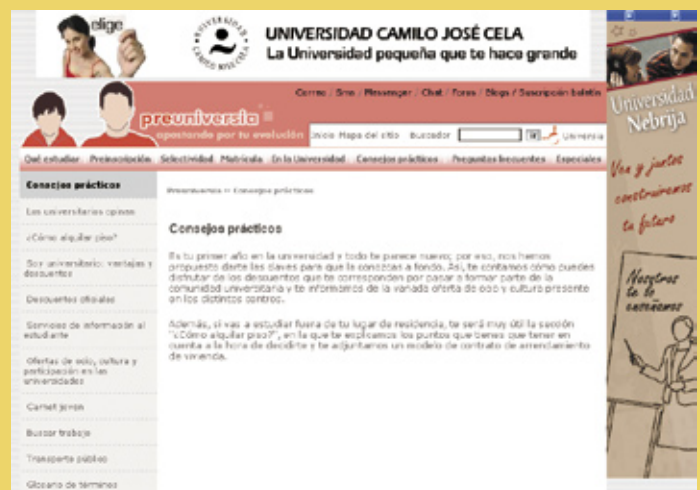 elige
UNIVERSIDAD CAMILO JOSÉ CELA
La Universidad pequeña que te hace grande
Correo / Sms / Messenger / Chat / Foros / Blogs / Suscripción boletín
preuniversia
apostando por tu evolución
Inicio Mapa del sitio Buscador
Universia
Qué estudiar Preinscripción Selectividad Matrícula En la Universidad Consejos prácticos Preguntas frecuentes Especiales
Consejos prácticos
Los universitarios opinan
¿Cómo alquilar piso?
Soy universitario: ventajas y
descuentos
Descuentos oficiales
Servicios de información al
estudiante
Ofertas de ocio, cultura y
participación en las
universidades
Carnet joven
Buscar trabajo
Transporte público
Glosario de términos
Preuniversia >> Consejos prácticos
Consejos prácticos
Es tu primer año en la universidad y todo te parece nuevo; por eso, nos hemos
propuesto darte las claves para que la conozcas a fondo. Así, te contamos cómo puedes
disfrutar de los descuentos que te corresponden por pasar a formar parte de la
comunidad universitaria y te informamos de la variada oferta de ocio y cultura presente
en los distintos centros.
Además, si vas a estudiar fuera de tu lugar de residencia, te será muy útil la sección
"¿Cómo alquilar piso?", en la que te explicamos los puntos que tienes que tener en
cuenta a la hora de decidirte y te adjuntamos un modelo de contrato de arrendamiento
de vivienda.
Universidad
Nebrija
Ven y juntos
construiremos
tu futuro
Nosotros
te lo
enseñamos